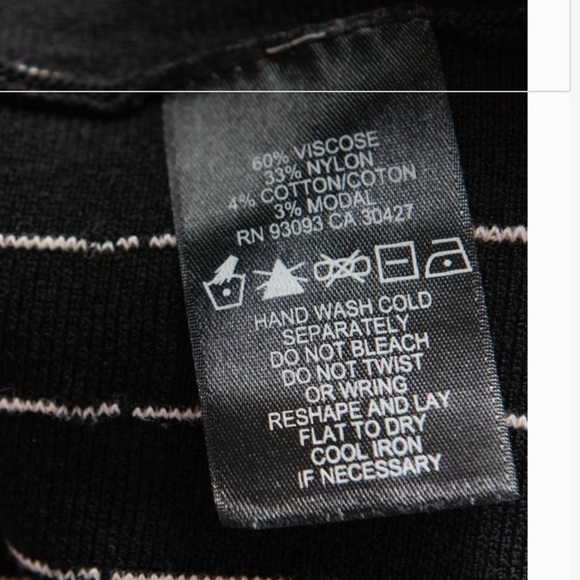 60% VISCOSE
33% NYLON
4% COTTON/COTON
3% MODAL
RN 93093 CA 30427
HAND WASH COLD
SEPARATELY
DO NOT BLEACH
DO NOT TWIST
OR WRING
RESHAPE AND LAY
FLAT TO DRY
COOL IRON
IF NECESSARY